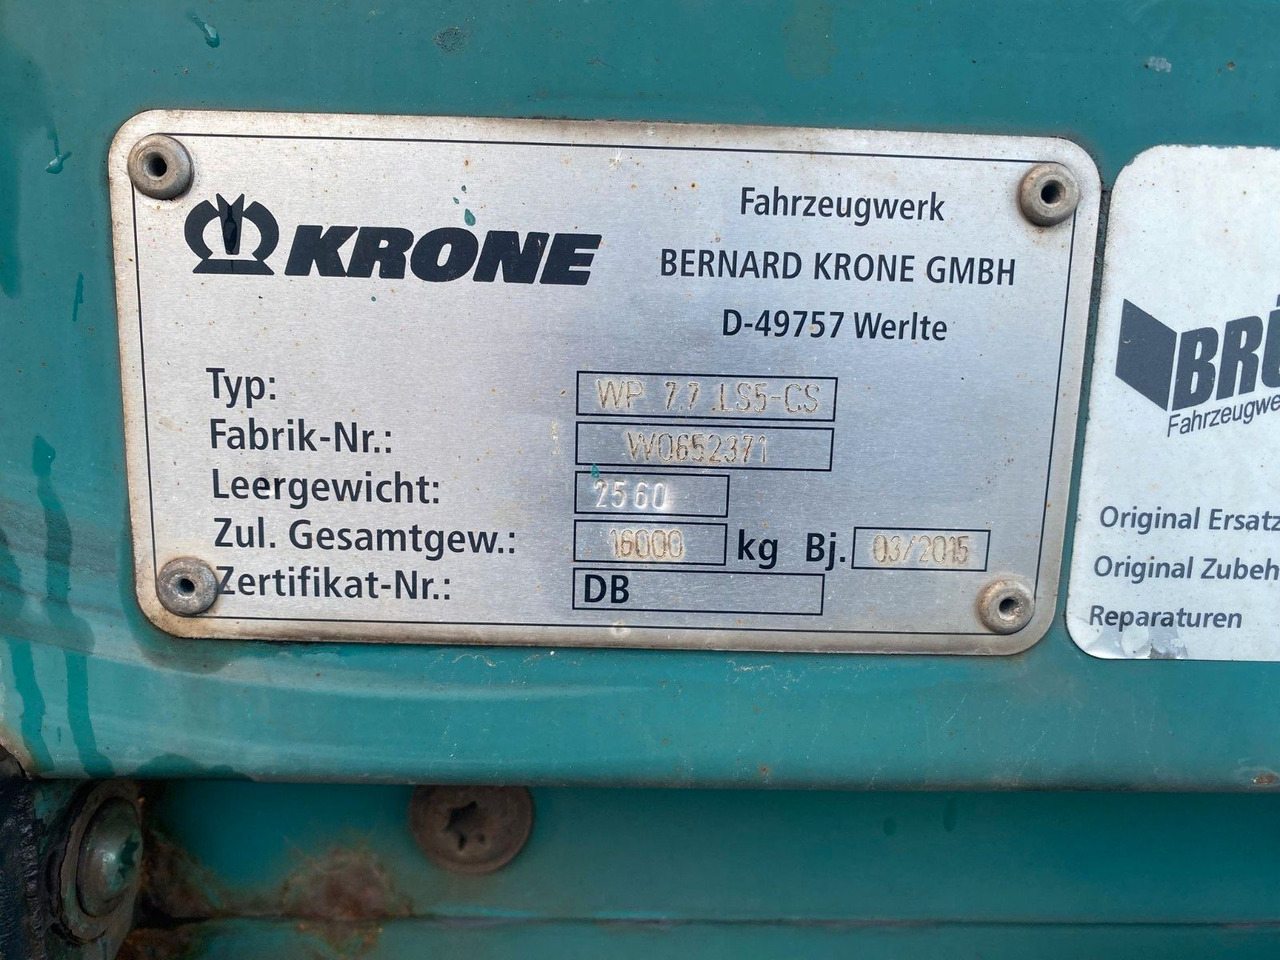 KRONE
Fahrzeugwerk
BERNARD KRONE GMBH
D-49757 Werlte
Typ: WP 7.7 LS5-CS
Fabrik-Nr.: W0652371
Leergewicht: 2560
Zul. Gesamtgew.: 16000 kg Bj. 03/2015
Zertifikat-Nr.: DB
BRÜ
Fahrzeugwe
Original Ersatz
Original Zubeh
Reparaturen